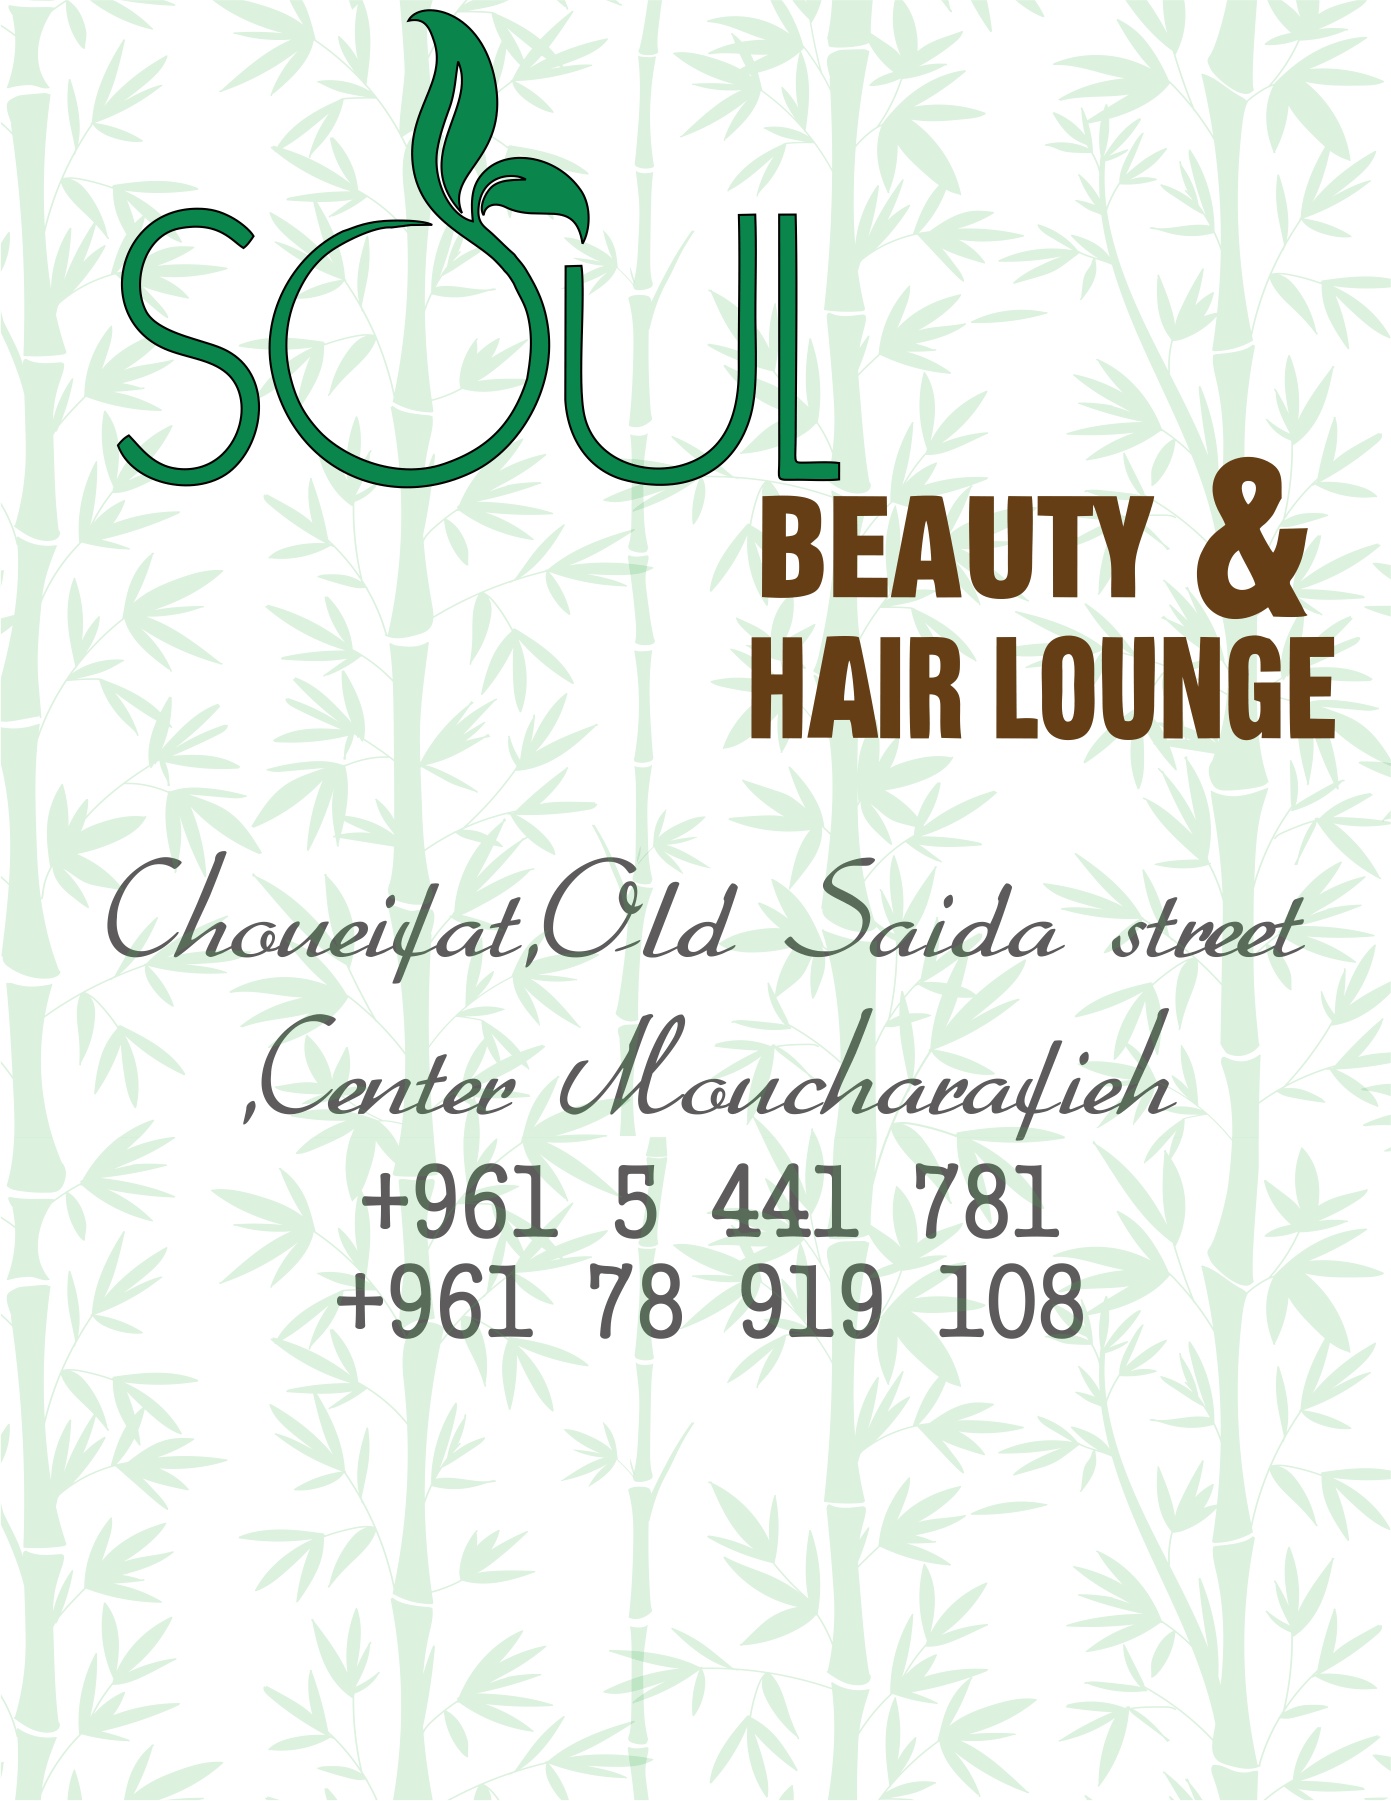 SOUL
BEAUTY &
HAIR LOUNGE
Choueifat,Old Saida street
,Center Moucharafieh
+961 5 441 781
+961 78 919 108